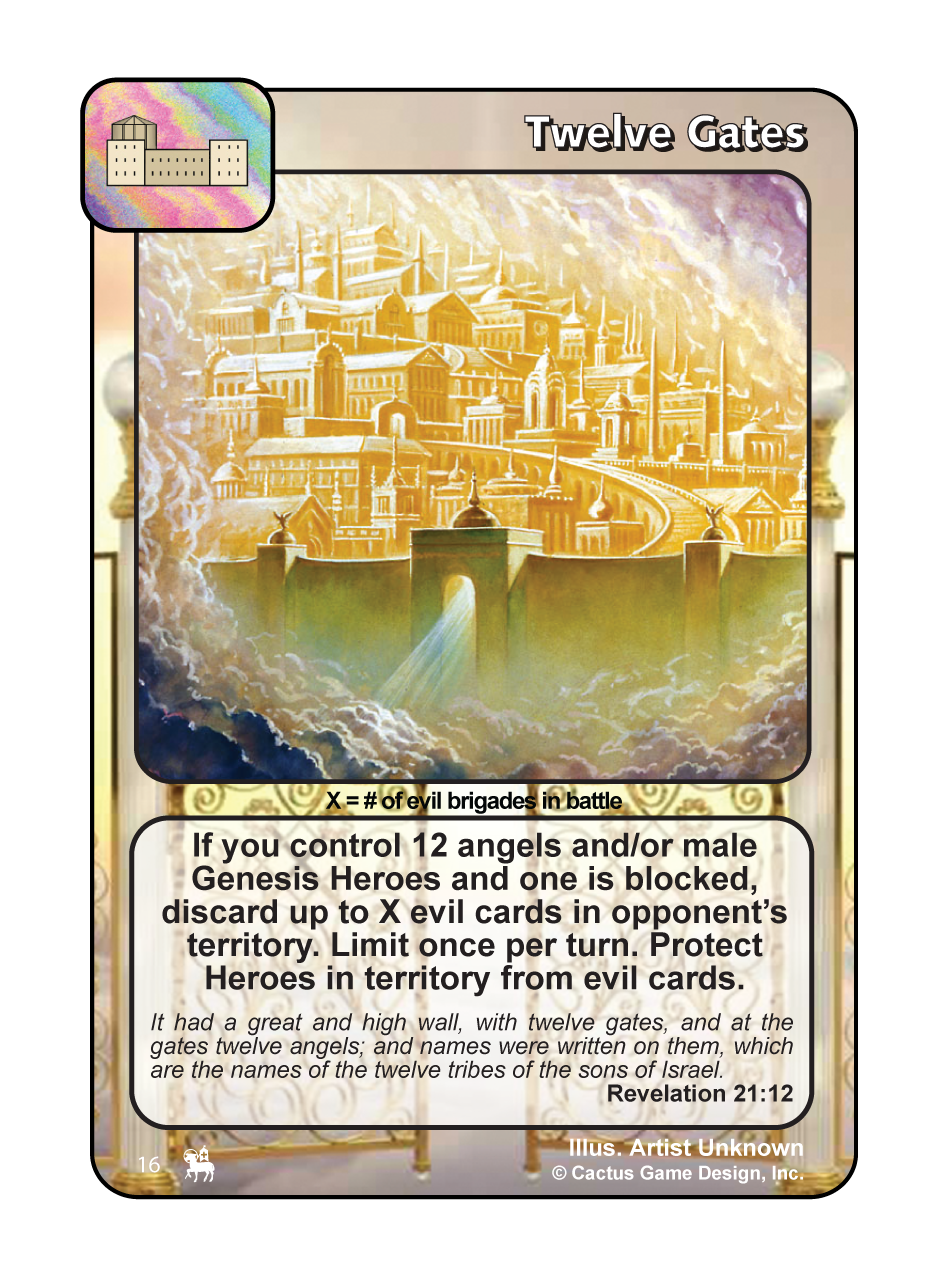 Twelve Gates
X = # of evil brigades in battle
If you control 12 angels and/or male
Genesis Heroes and one is blocked,
discard up to X evil cards in opponent's
territory. Limit once per turn. Protect
Heroes in territory from evil cards.
It had a great and high wall, with twelve gates, and at the
gates twelve angels; and names were written on them, which
are the names of the twelve tribes of the sons of Israel.
Revelation 21:12
Illus. Artist Unknown
16
© Cactus Game Design, Inc.